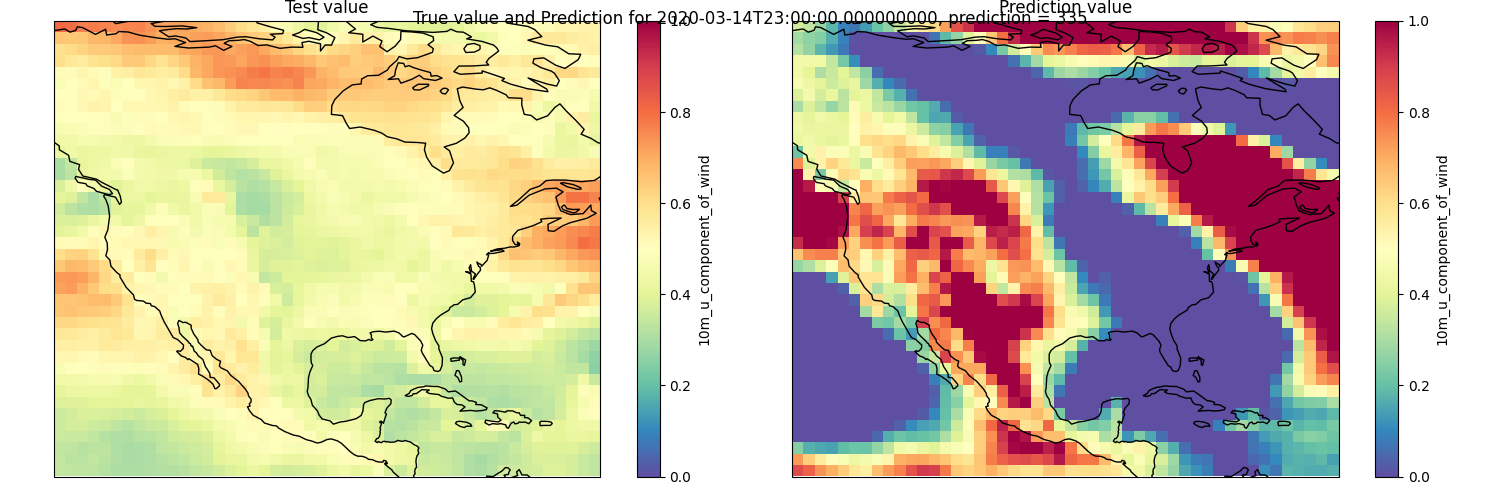 Test value
Prediction value
True value and Prediction for 2020-03-14T23:00:00.000000000, prediction = 335
1.0
0.8
0.6
0.4
0.2
0.0
10m_u_component_of_wind
1.0
0.8
0.6
0.4
0.2
0.0
10m_u_component_of_wind